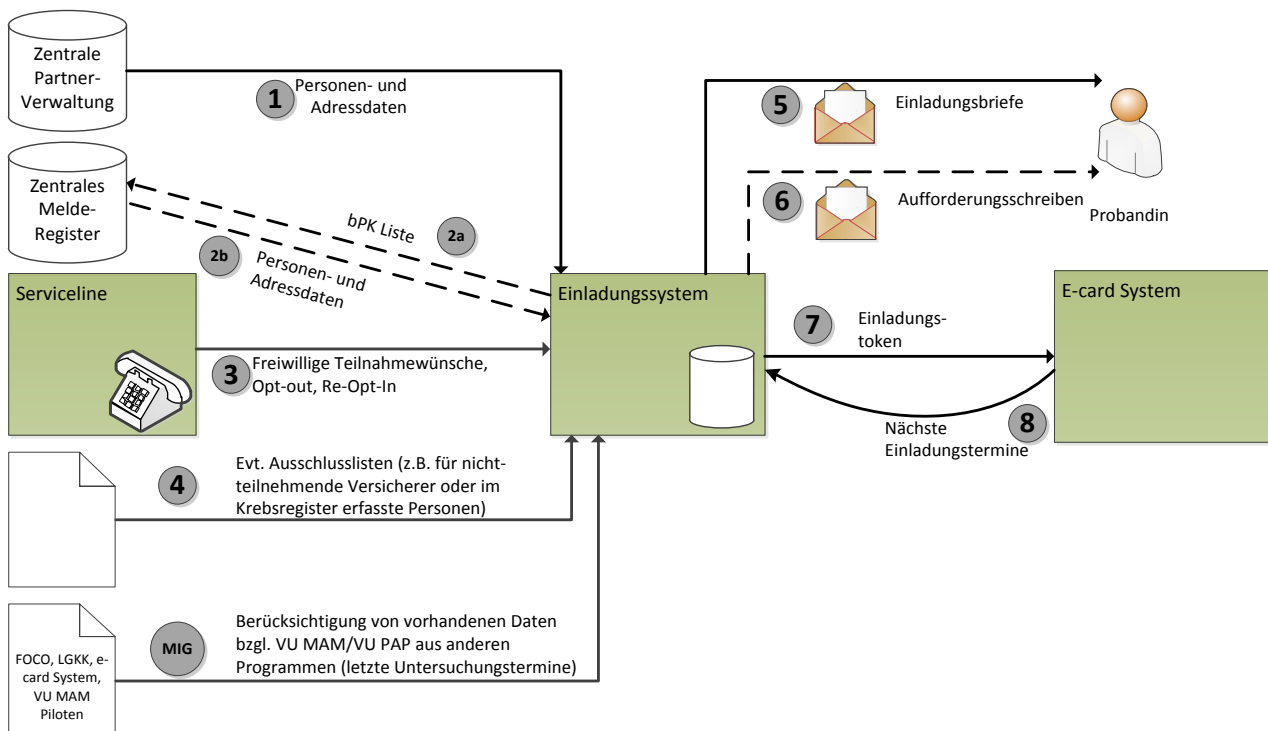 Zentrale
Partner-
Verwaltung
1
Personen- und
Adressdaten
5
Einladungsbriefe
Zentrales
Melde-
Register
6
Aufforderungsschreiben
Probandin
bPK Liste
2a
2b
Personen- und
Adressdaten
Serviceline
Einladungssystem
E-card System
7
Einladungs-
token
3
Freiwillige Teilnahmewünsche,
Opt-out, Re-Opt-In
8
Nächste
Einladungstermine
4
Evt. Ausschlusslisten (z.B. für nicht-
teilnehmende Versicherer oder im
Krebsregister erfasste Personen)
MIG
Berücksichtigung von vorhandenen Daten
bzgl. VU MAM/VU PAP aus anderen
Programmen (letzte Untersuchungstermine)
FOCO, LGKK, e-
card System,
VU MAM
Piloten